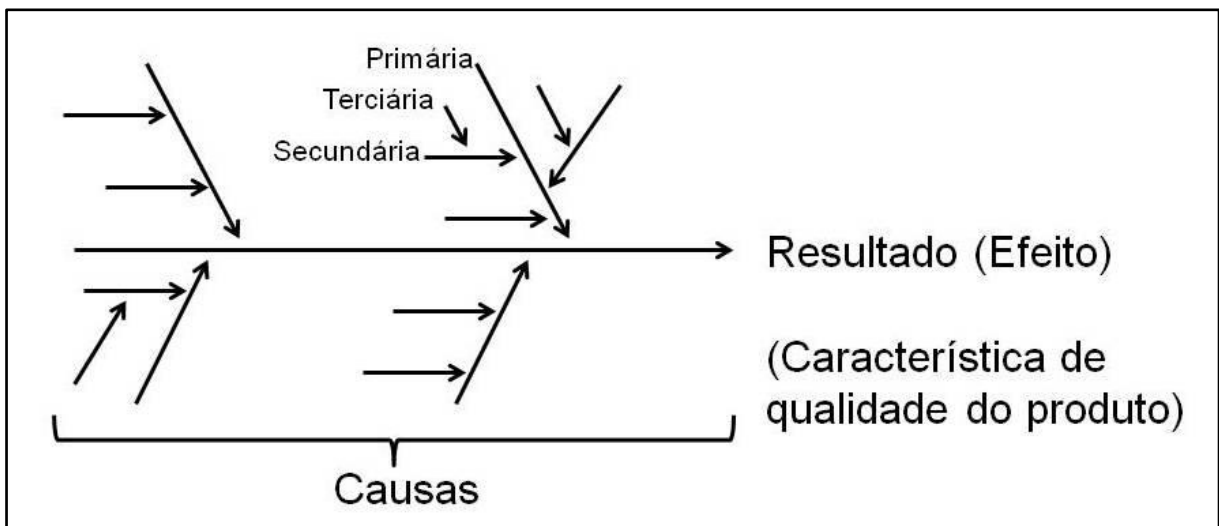 Primária
Terciária
Secundária
Resultado (Efeito)
(Característica de
qualidade do produto)
Causas